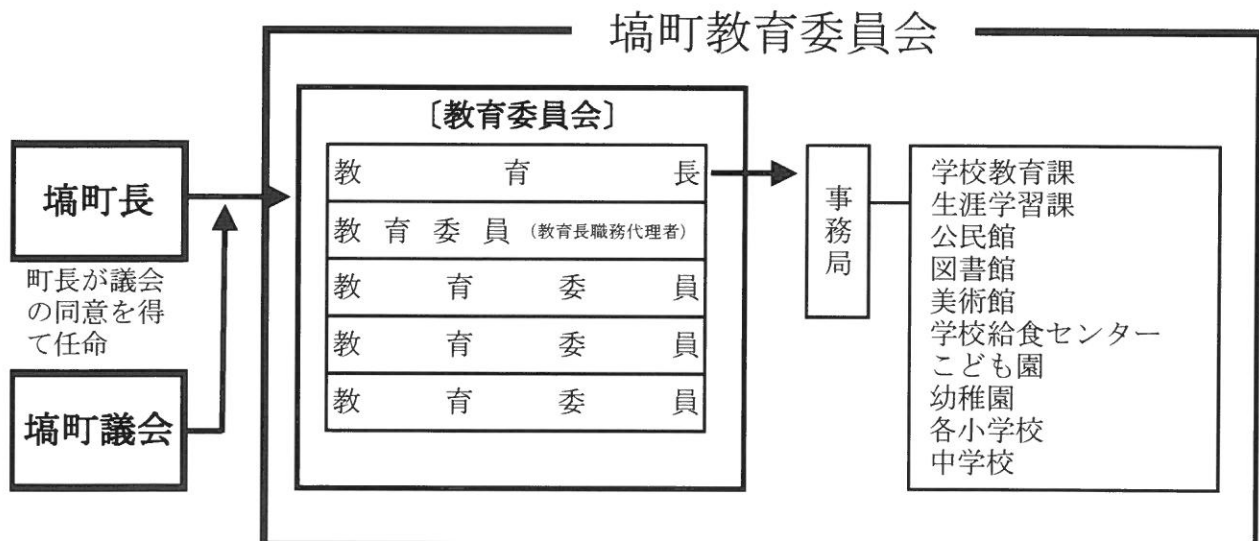 塙町教育委員会
塙町長
町長が議会
の同意を得
て任命
塙町議会
〔教育委員会〕
教育長
教育委員（教育長職務代理者）
教育委員
教育委員
教育委員
事務局
学校教育課
生涯学習課
公民館
図書館
美術館
学校給食センター
こども園
幼稚園
各小学校
中学校